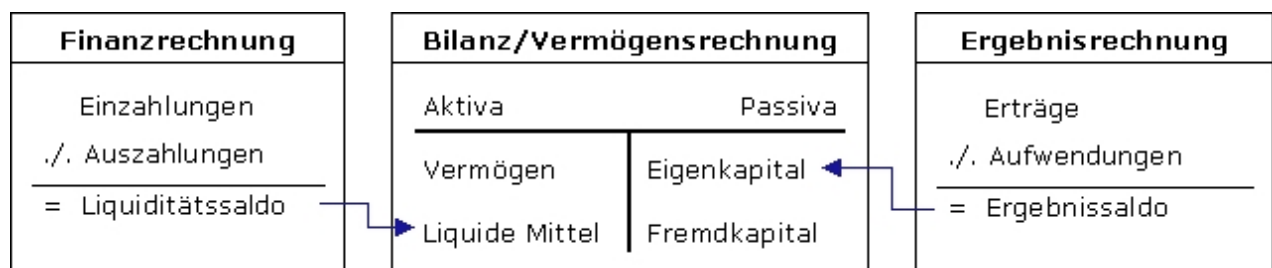 Finanzrechnung
Einzahlungen
./. Auszahlungen
= Liquiditätssaldo
Bilanz/Vermögensrechnung
Aktiva Passiva
Vermögen Eigenkapital
Liquide Mittel Fremdkapital
Ergebnisrechnung
Erträge
./. Aufwendungen
= Ergebnissaldo